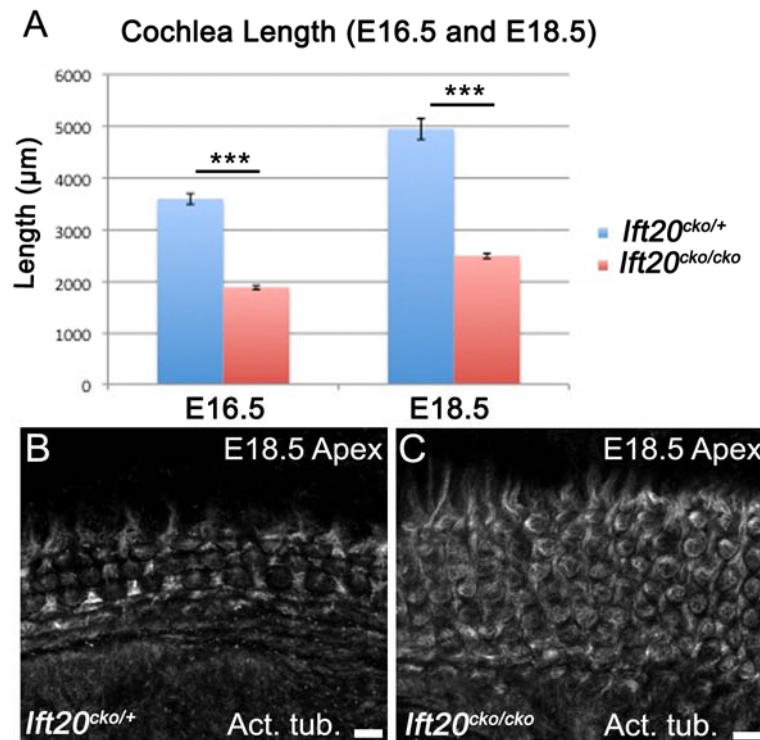 A
Cochlea Length (E16.5 and E18.5)
6000
5000
4000
3000
2000
1000
0
Length (µm)
***
***
E16.5
E18.5
Ift20cko/+
Ift20cko/cko
B
E18.5 Apex
Ift20cko/+
Act. tub.
C
E18.5 Apex
Ift20cko/cko
Act. tub.